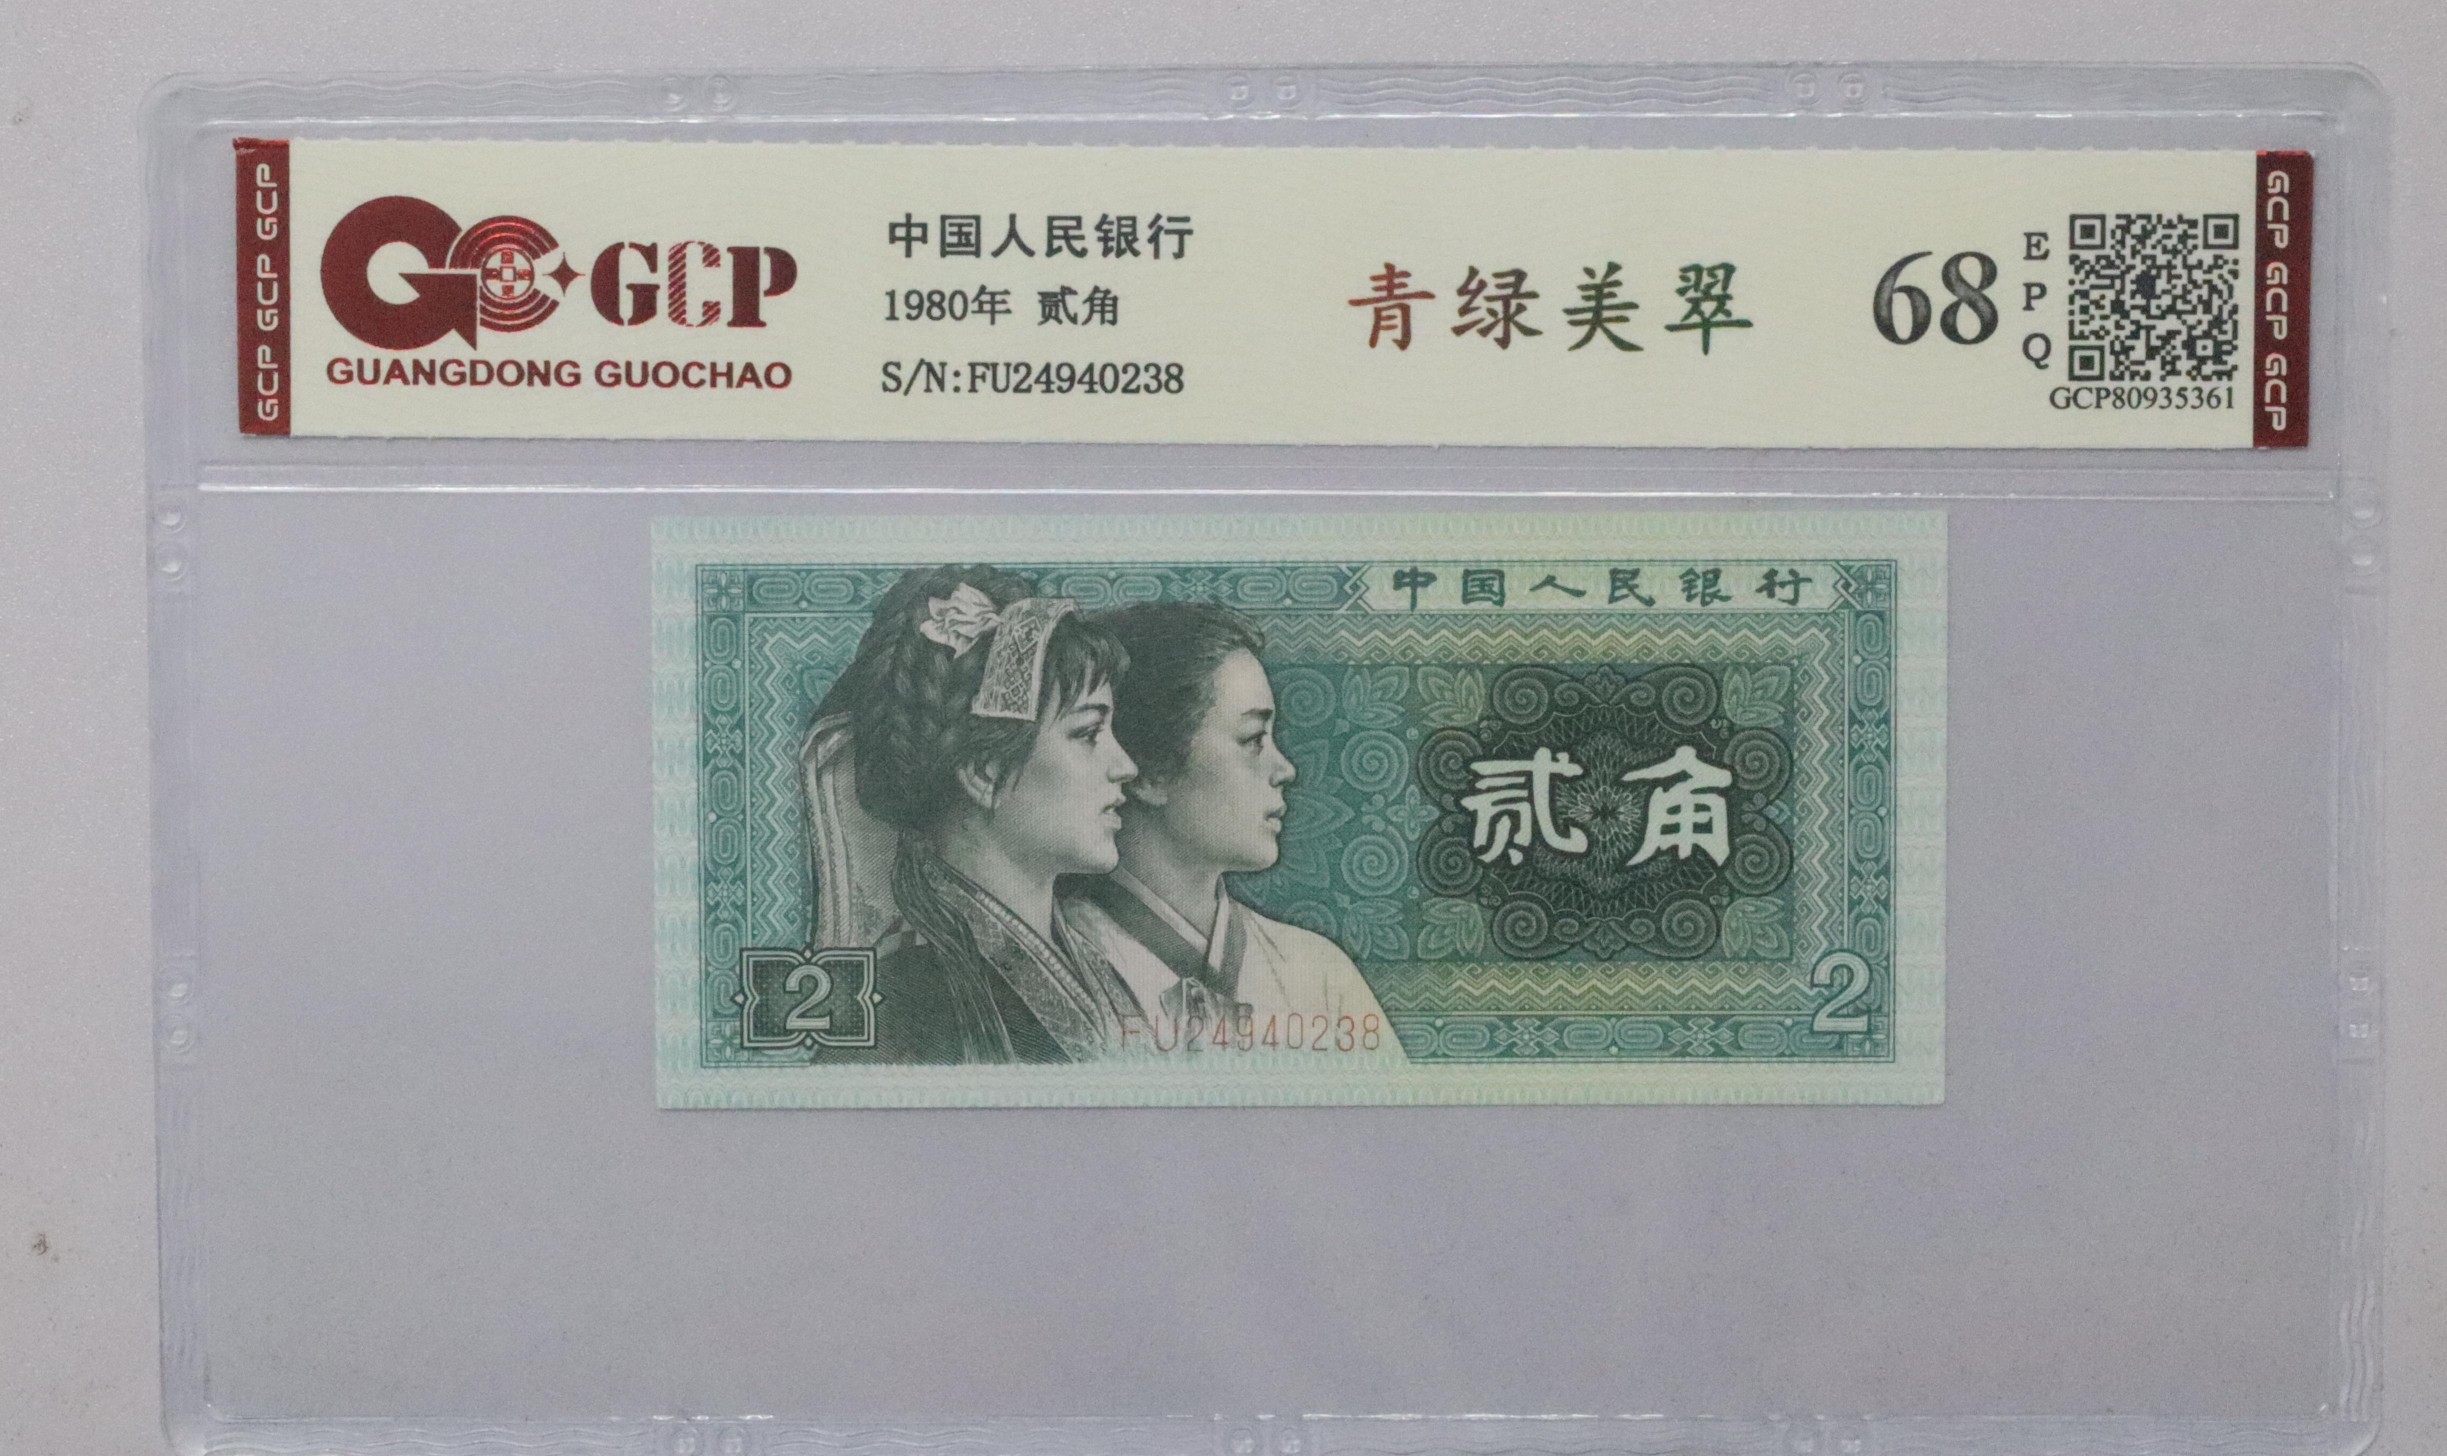 GCP GCP GCP
GCP
GUANGDONG GUOCHAO
中国人民银行
1980年 贰角
S/N:FU24940238
青绿美翠
68
E
P
Q
GCP80935361
GCP GCP GCP
中国人民银行
贰角
2
FU24940238
2